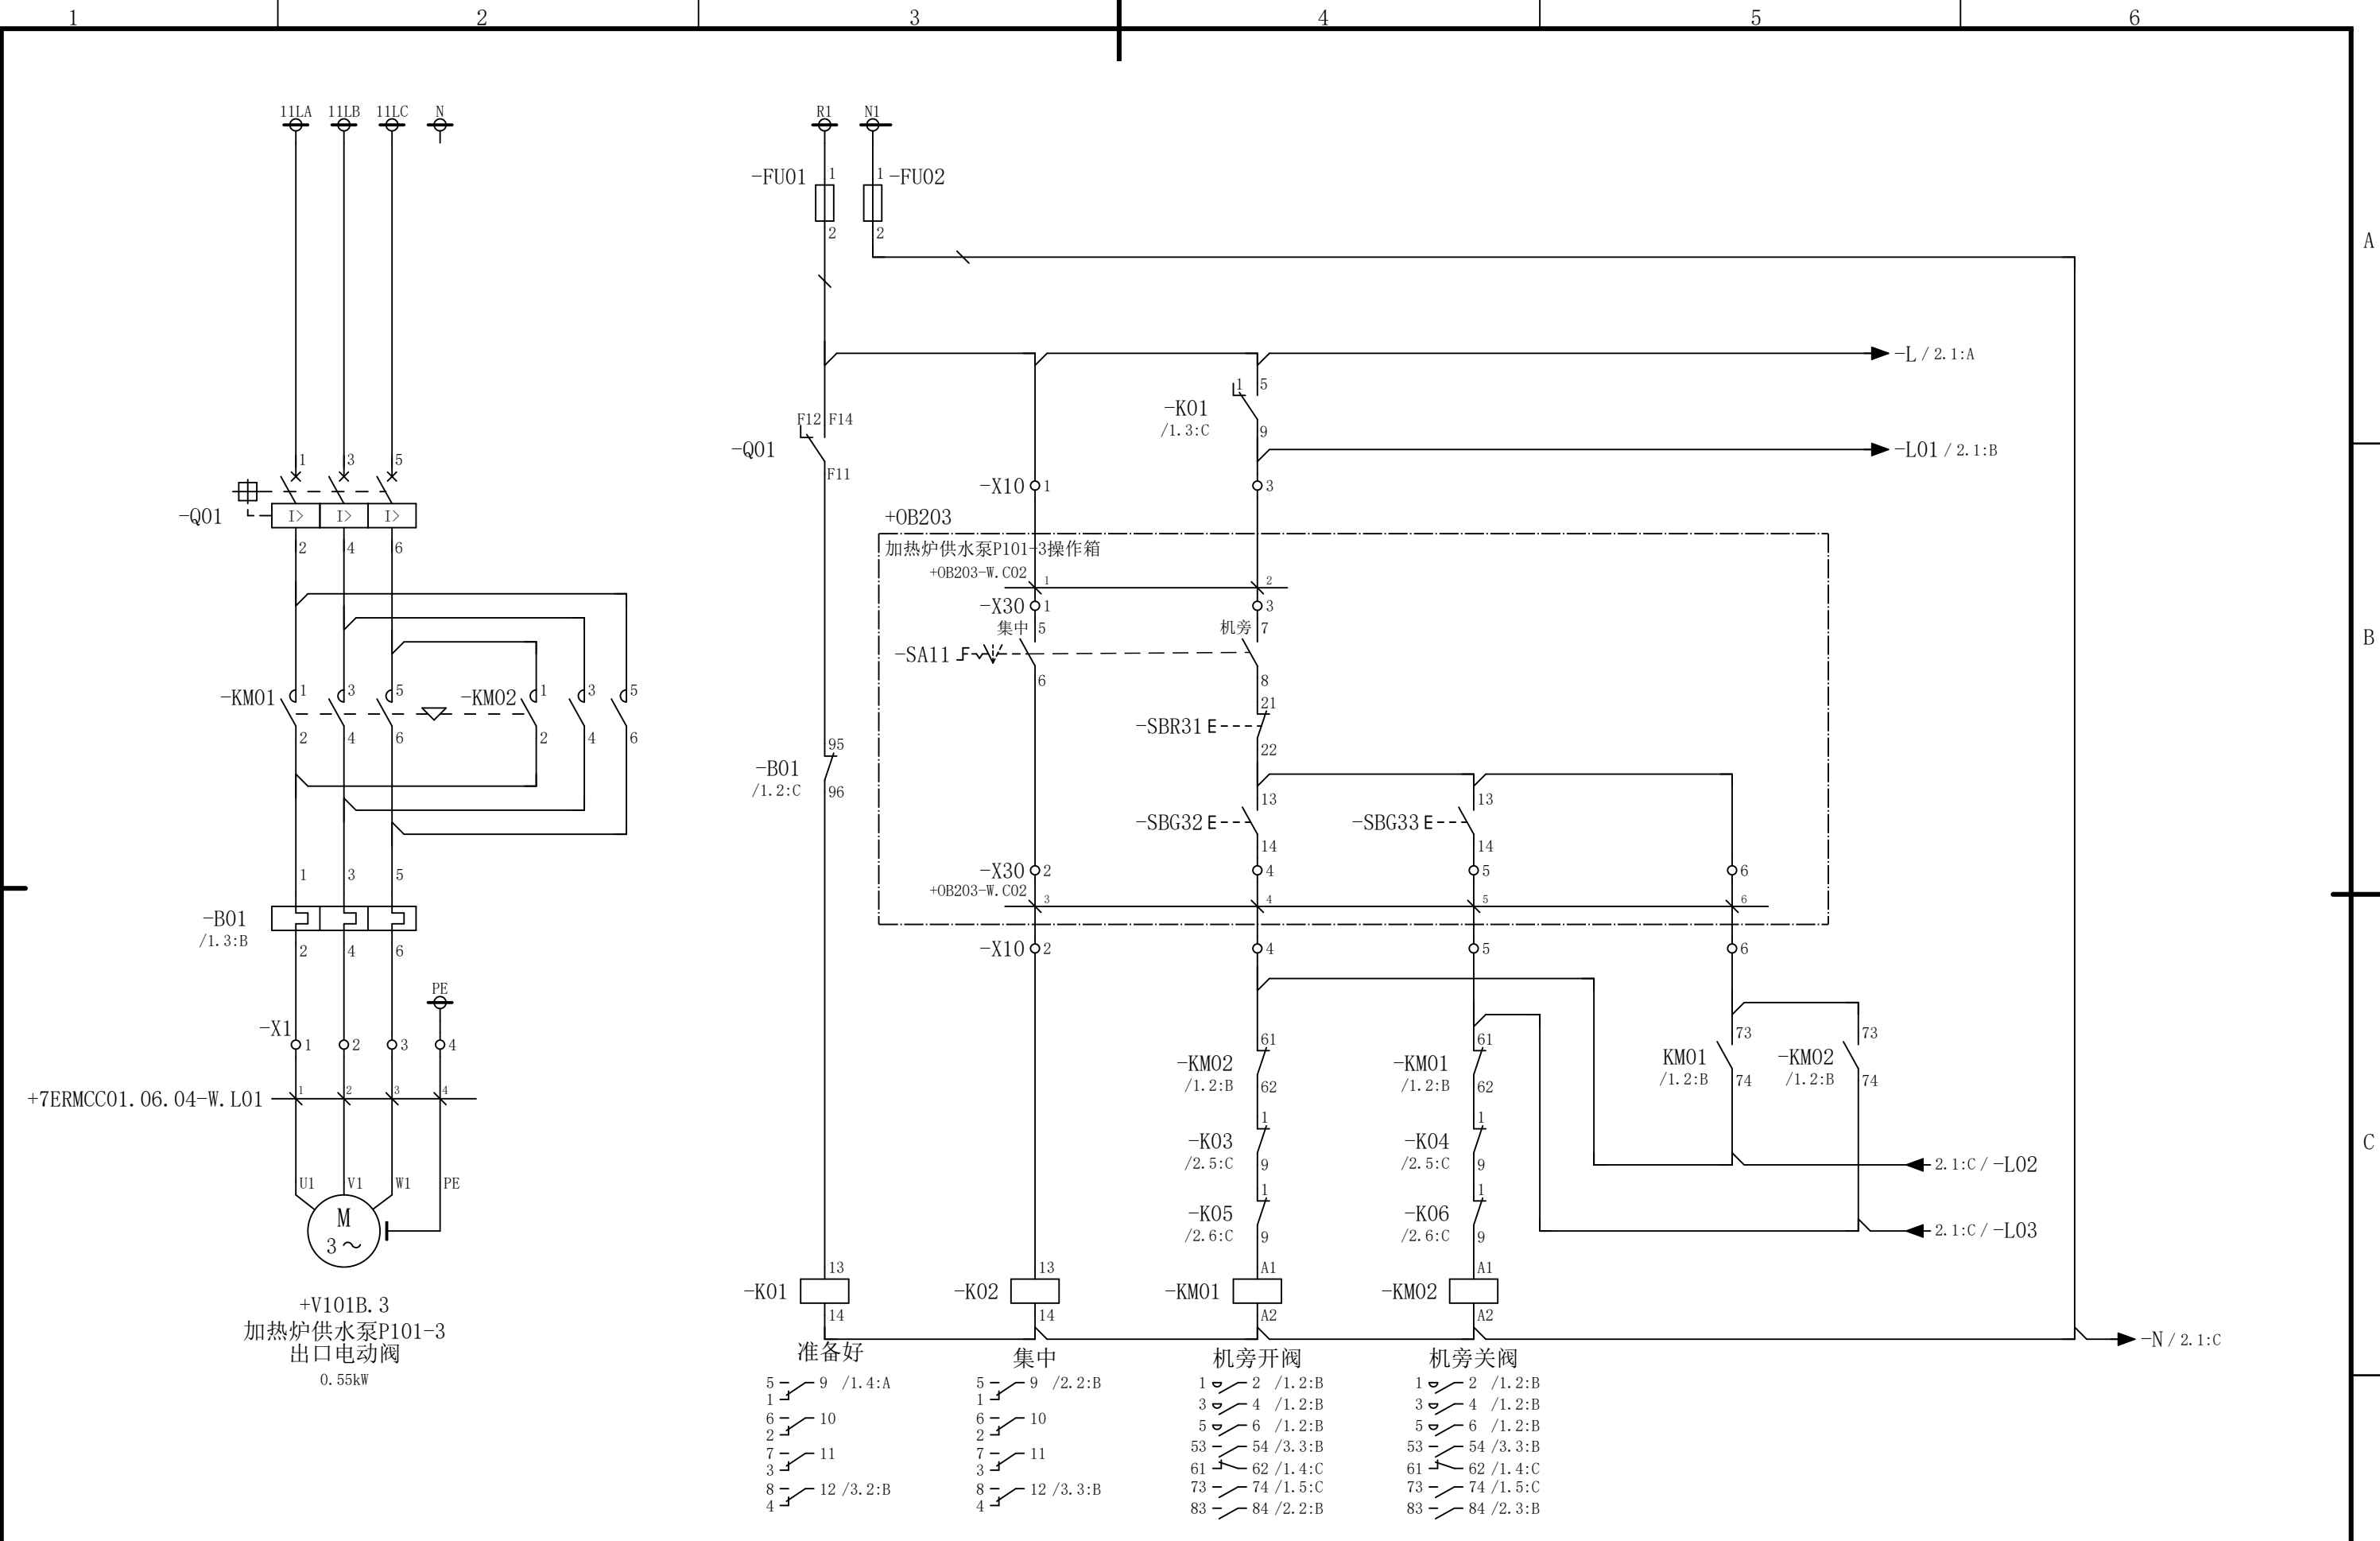 1 2 3 4 5 6
11LA 11LB 11LC N
R1 N1
-FU01 1 1 -FU02
2 2
A
-L / 2.1:A
1 5
-K01
/1.3:C
9
F12 F14
-Q01
F11
-L01 / 2.1:B
1 3 5
-Q01
I> I> I>
2 4 6
-X10 1 3
+OB203
加热炉供水泵P101-3操作箱
+OB203-W.C02 1 2
-X30 1 3
集中 5 机旁 7
B
-SA11
6 8
-KM01 1 3 5 -KM02 1 3 5
2 4 6 2 4 6
21
-SBR31
22
95
-B01
/1.2:C
96
13 13
-SBG32 -SBG33
14 14
1 3 5
-X30 2 4 5 6
+OB203-W.C02 3 4 5 6
-B01
/1.3:B
2 4 6
-X10 2 4 5 6
PE
-X1
1 2 3 4
61 61 73 73
-KM02 -KM01 KM01 -KM02
/1.2:B /1.2:B /1.2:B /1.2:B
62 62 74 74
+7ERMCC01.06.04-W.L01 1 2 3 4
1 1
-K03 -K04
/2.5:C /2.5:C
9 9
C
2.1:C / -L02
U1 V1 W1 PE
1 1
-K05 -K06
/2.6:C /2.6:C
9 9
2.1:C / -L03
M
3～
13 13 A1 A1
-K01 -K02 -KM01 -KM02
14 14 A2 A2
-N / 2.1:C
+V101B.3
加热炉供水泵P101-3
出口电动阀
0.55kW
准备好 集中 机旁开阀 机旁关阀
5 9 /1.4:A
1
6 10
2
7 11
3
8 12 /3.2:B
4
5 9 /2.2:B
1
6 10
2
7 11
3
8 12 /3.3:B
4
1 2 /1.2:B
3 4 /1.2:B
5 6 /1.2:B
53 54 /3.3:B
61 62 /1.4:C
73 74 /1.5:C
83 84 /2.2:B
1 2 /1.2:B
3 4 /1.2:B
5 6 /1.2:B
53 54 /3.3:B
61 62 /1.4:C
73 74 /1.5:C
83 84 /2.3:B